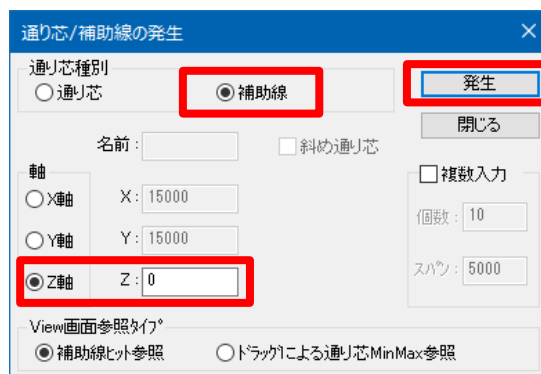 通り芯/補助線の発生
通り芯種別
通り芯
補助線
発生
閉じる
名前：
斜め通り芯
軸
X軸
X： 15000
Y軸
Y： 15000
Z軸
Z： 0
複数入力
個数： 10
スパン： 5000
View画面参照タイプ
補助線ヒット参照
ドラッグによる通り芯MinMax参照